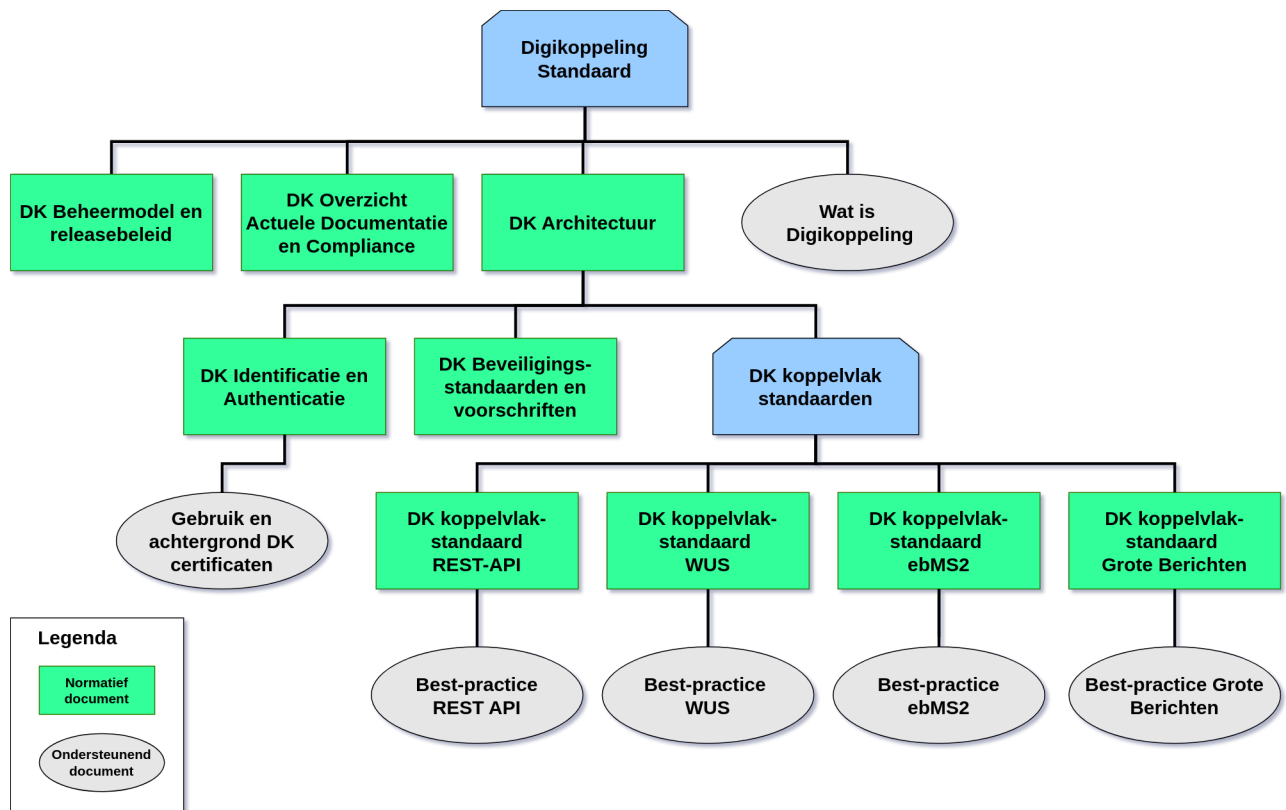 Digikoppeling
Standaard
DK Beheermodel en
releasebeleid
DK Overzicht
Actuele Documentatie
en Compliance
DK Architectuur
Wat is
Digikoppeling
DK Identificatie en
Authenticatie
DK Beveiligings-
standaarden en
voorschriften
DK koppelvlak
standaarden
Gebruik en
achtergrond DK
certificaten
DK koppelvlak-
standaard
REST-API
DK koppelvlak-
standaard
WUS
DK koppelvlak-
standaard
ebMS2
DK koppelvlak-
standaard
Grote Berichten
Best-practice
REST API
Best-practice
WUS
Best-practice
ebMS2
Best-practice Grote
Berichten
Legenda
Normatief
document
Ondersteunend
document